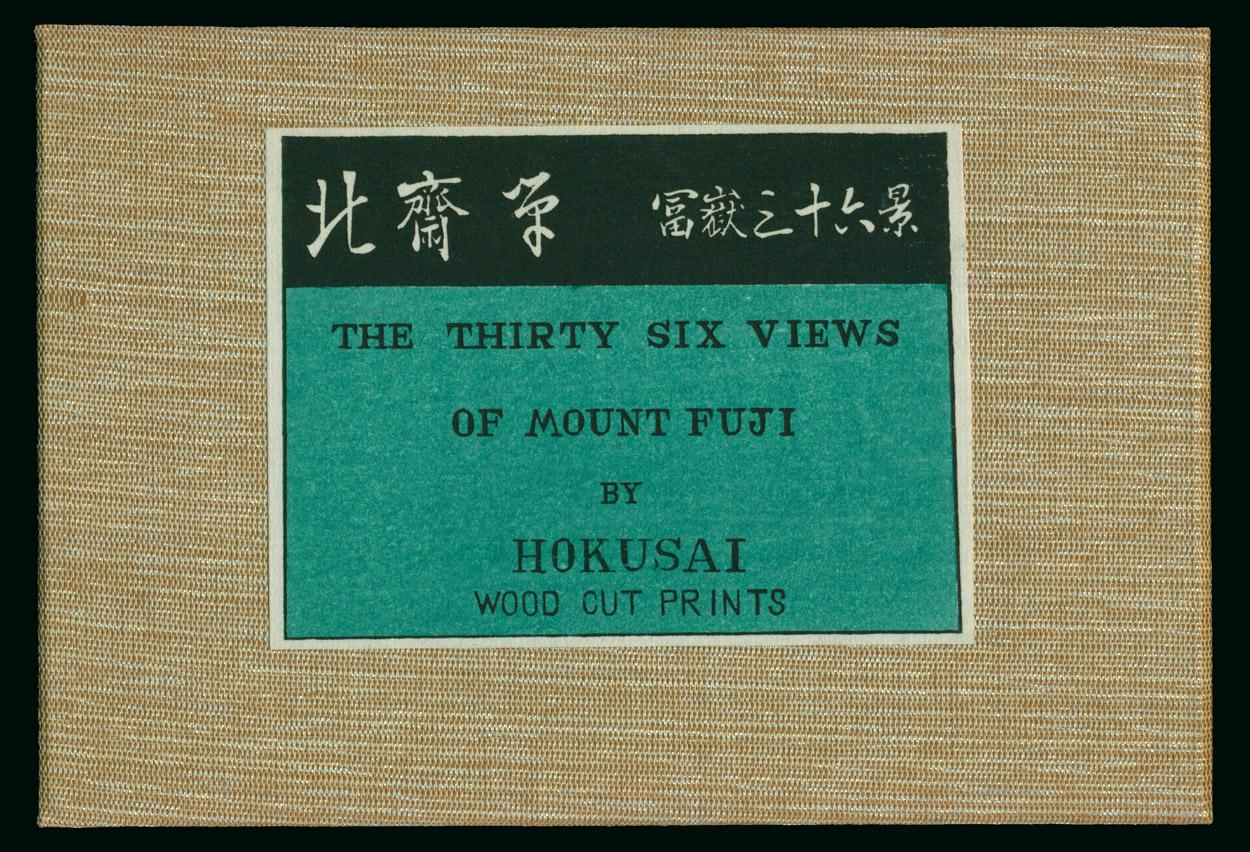 北齋筆 冨嶽三十六景
THE THIRTY SIX VIEWS
OF MOUNT FUJI
BY
HOKUSAI
WOOD CUT PRINTS